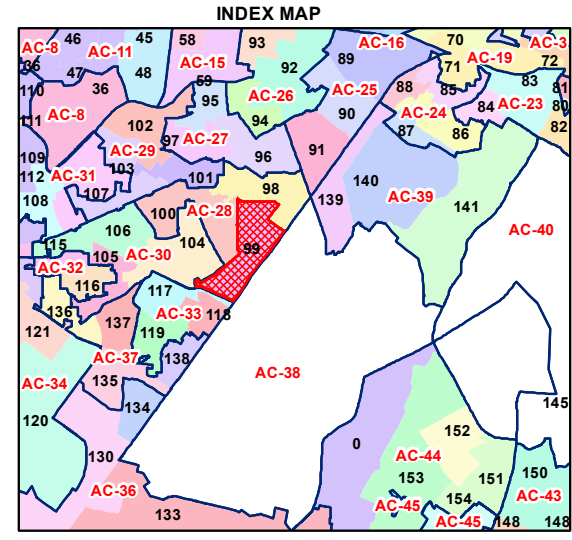 INDEX MAP
AC-8 46 AC-11 45 58 AC-15 93 AC-16 70 AC-19 AC-3
36 47 48 59 92 89 71 72
110 36 95 AC-26 AC-25 88 85 83 81
111 AC-8 102 97 AC-27 94 90 AC-24 84 AC-23 80
87 86 82
109 AC-29 103 96 91
112 AC-31 107 101 98 140 AC-39
108 100 AC-28 139 141
106 104 99 AC-40
115 105 AC-30
AC-32 116 117
136 137 119 AC-33 118
121 AC-37 138 AC-38
AC-34 135 134 145
120 0 152
130 AC-44
AC-36 153 151 150
154 AC-43
133 AC-45 AC-45 148 148